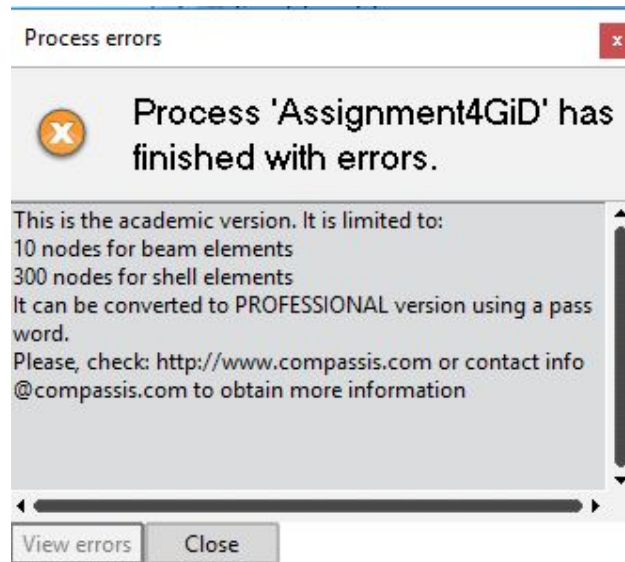 Process errors
x
Process 'Assignment4GiD' has
finished with errors.
This is the academic version. It is limited to:
10 nodes for beam elements
300 nodes for shell elements
It can be converted to PROFESSIONAL version using a pass
word.
Please, check: http://www.compassis.com or contact info
@compassis.com to obtain more information
View errors
Close